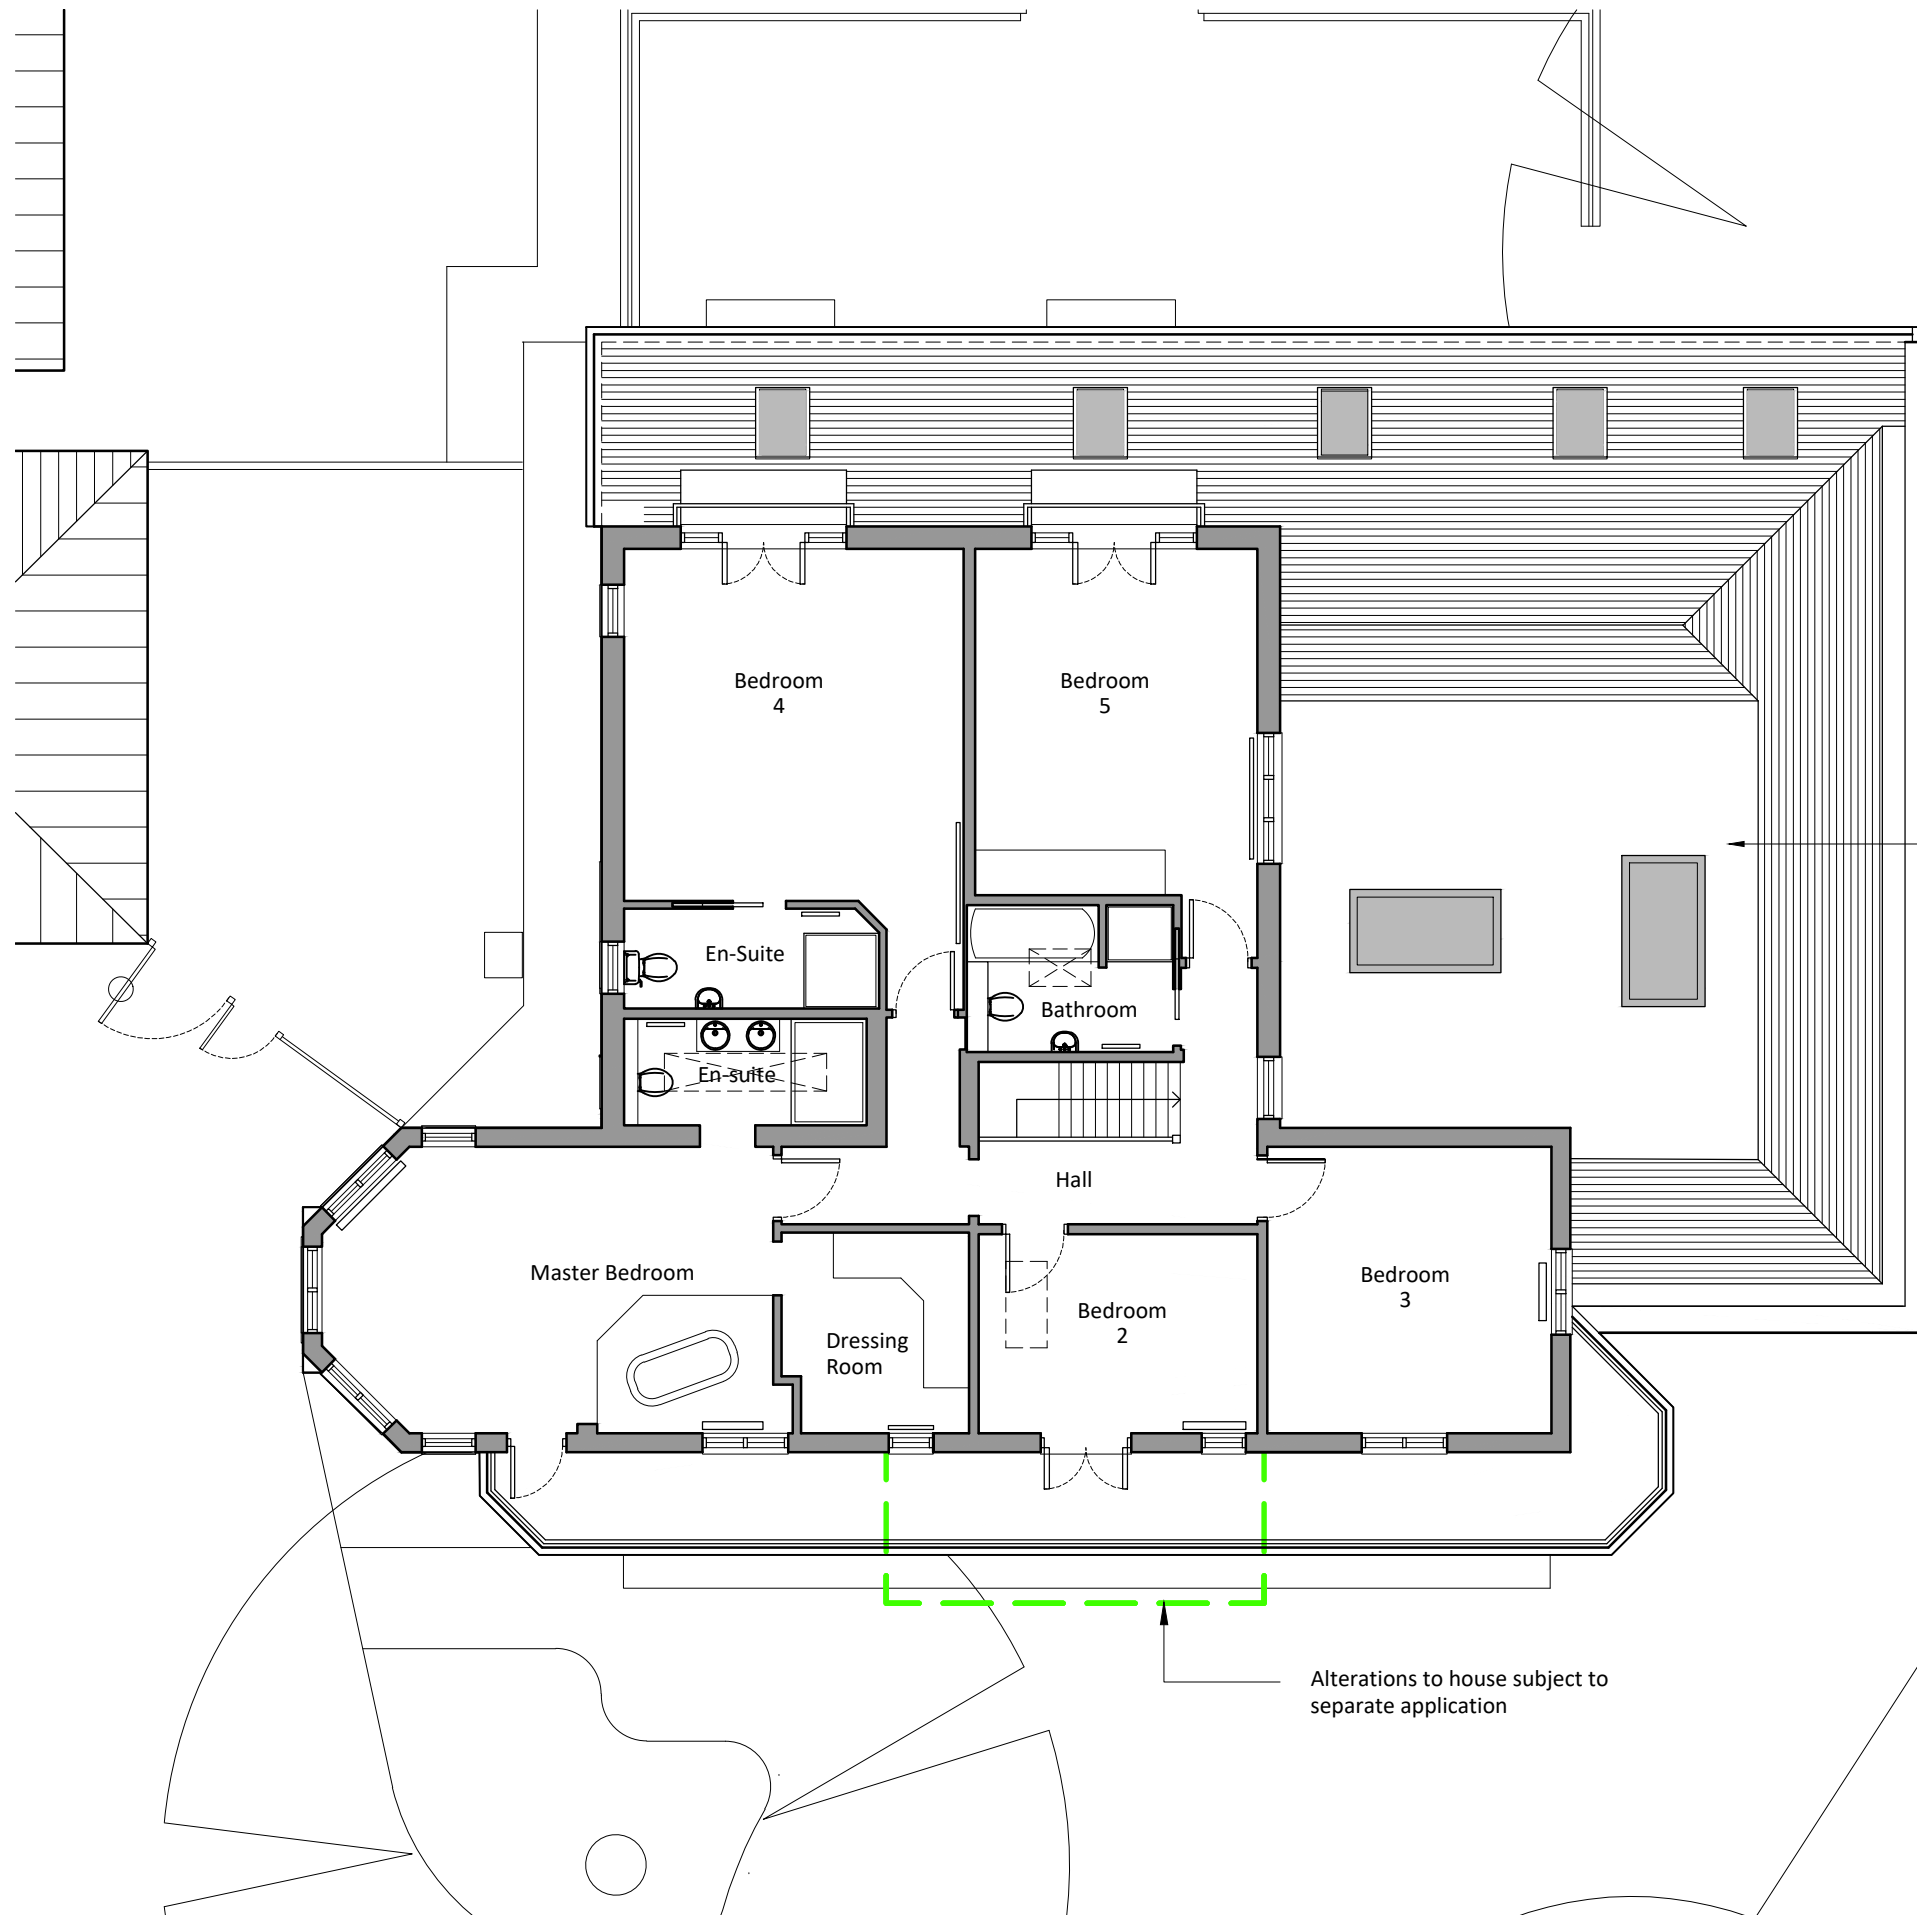 Bedroom
4
Bedroom
5
En-Suite
Bathroom
En-suite
Hall
Master Bedroom
Bedroom
3
Bedroom
2
Dressing
Room
Alterations to house subject to
separate application